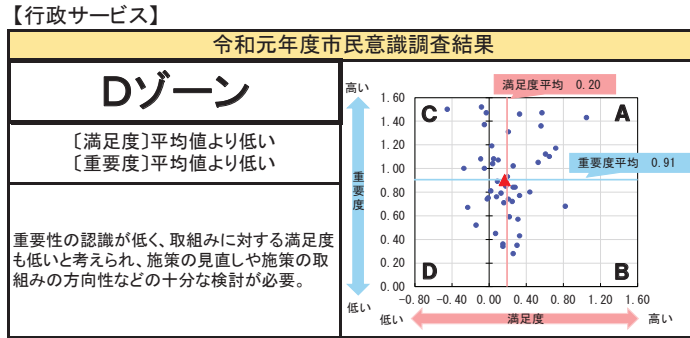 【行政サービス】
令和元年度市民意識調査結果
Dゾーン
〔満足度〕平均値より低い
〔重要度〕平均値より低い
重要性の認識が低く、取組みに対する満足度
も低いと考えられ、施策の見直しや施策の取
組みの方向性などの十分な検討が必要。
高い
満足度平均 0.20
1.60
C
A
1.40
1.20
重要度平均 0.91
1.00
重要度
0.80
0.60
0.40
0.20
D
B
0.00
低い
-0.80 -0.40 0.00 0.40 0.80 1.20 1.60
低い 満足度 高い